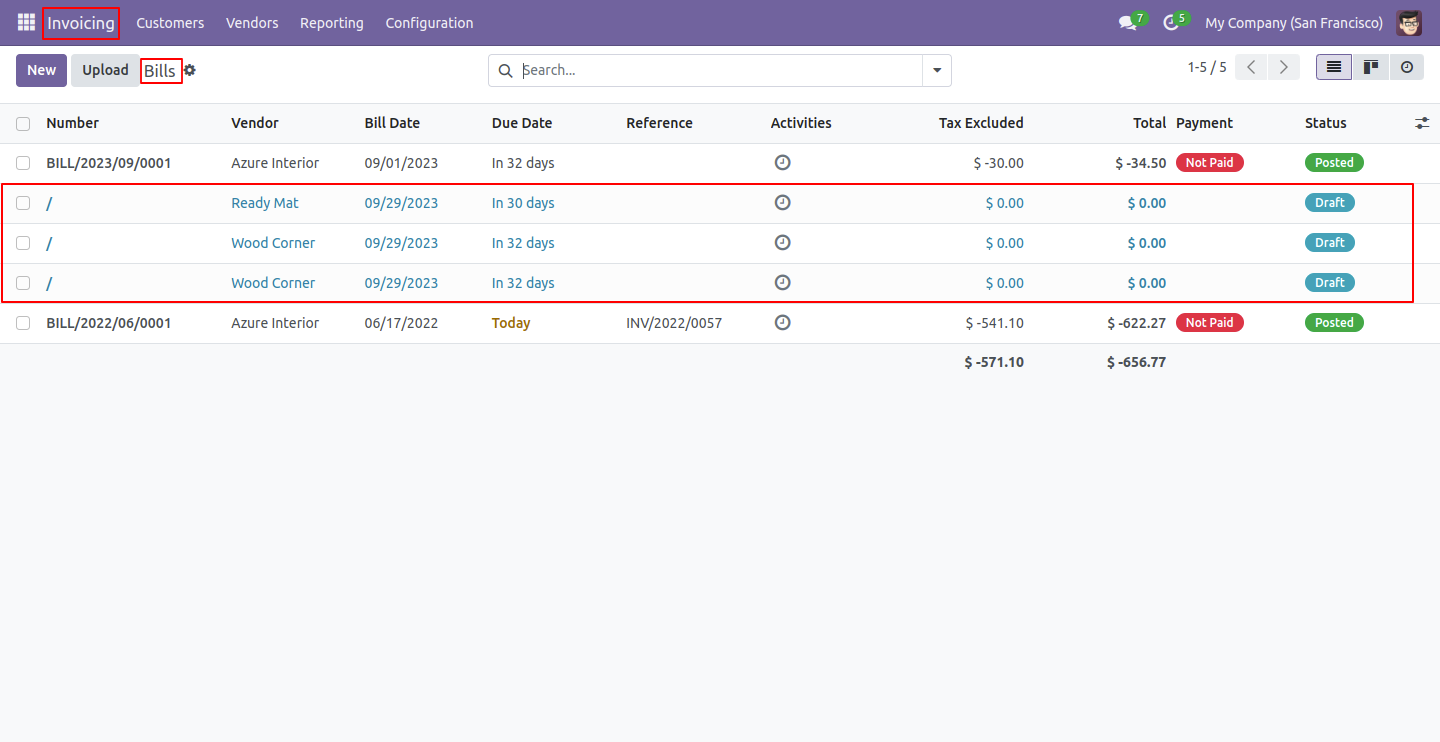 Invoicing Customers Vendors Reporting Configuration 7 5 My Company (San Francisco)
New Upload Bills Search... 1-5 / 5
Number Vendor Bill Date Due Date Reference Activities Tax Excluded Total Payment Status
BILL/2023/09/0001 Azure Interior 09/01/2023 In 32 days $ -30.00 $ -34.50 Not Paid Posted
/ Ready Mat 09/29/2023 In 30 days $ 0.00 $ 0.00 Draft
/ Wood Corner 09/29/2023 In 32 days $ 0.00 $ 0.00 Draft
/ Wood Corner 09/29/2023 In 32 days $ 0.00 $ 0.00 Draft
BILL/2022/06/0001 Azure Interior 06/17/2022 Today INV/2022/0057 $ -541.10 $ -622.27 Not Paid Posted
$ -571.10 $ -656.77